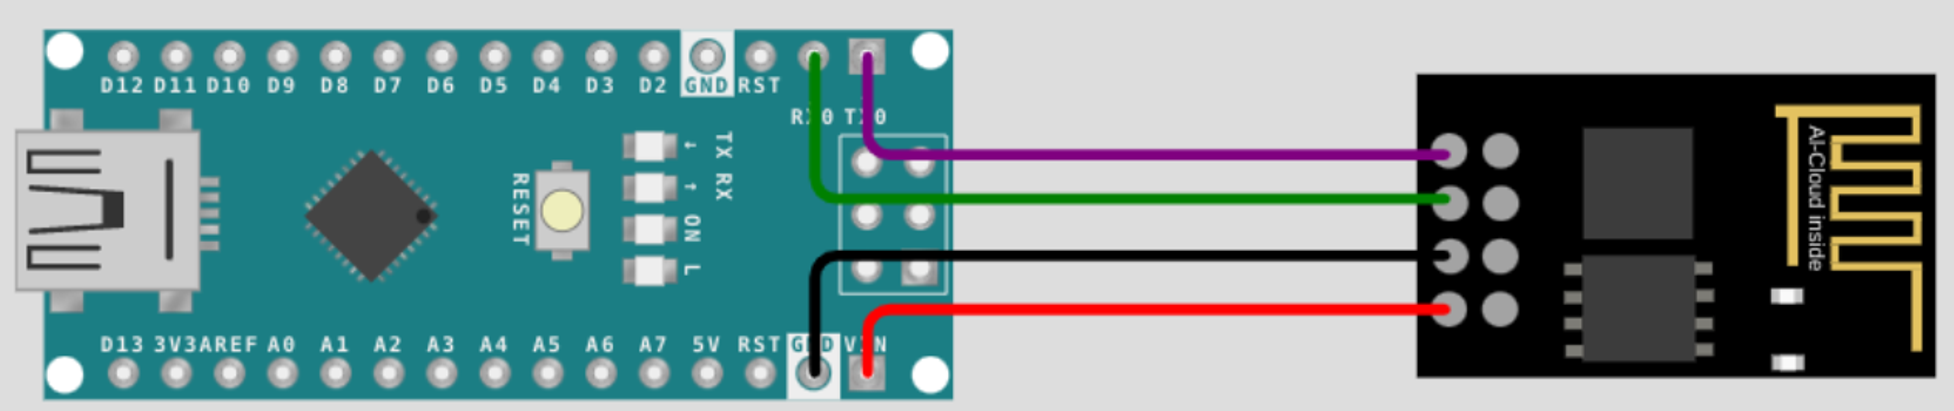 D12 D11 D10 D9 D8 D7 D6 D5 D4 D3 D2 GND RST
RX0 TX0
TX RX
RESET
ON
L
AI-Cloud inside
D13 3V3 AREF A0 A1 A2 A3 A4 A5 A6 A7 5V RST GND VIN